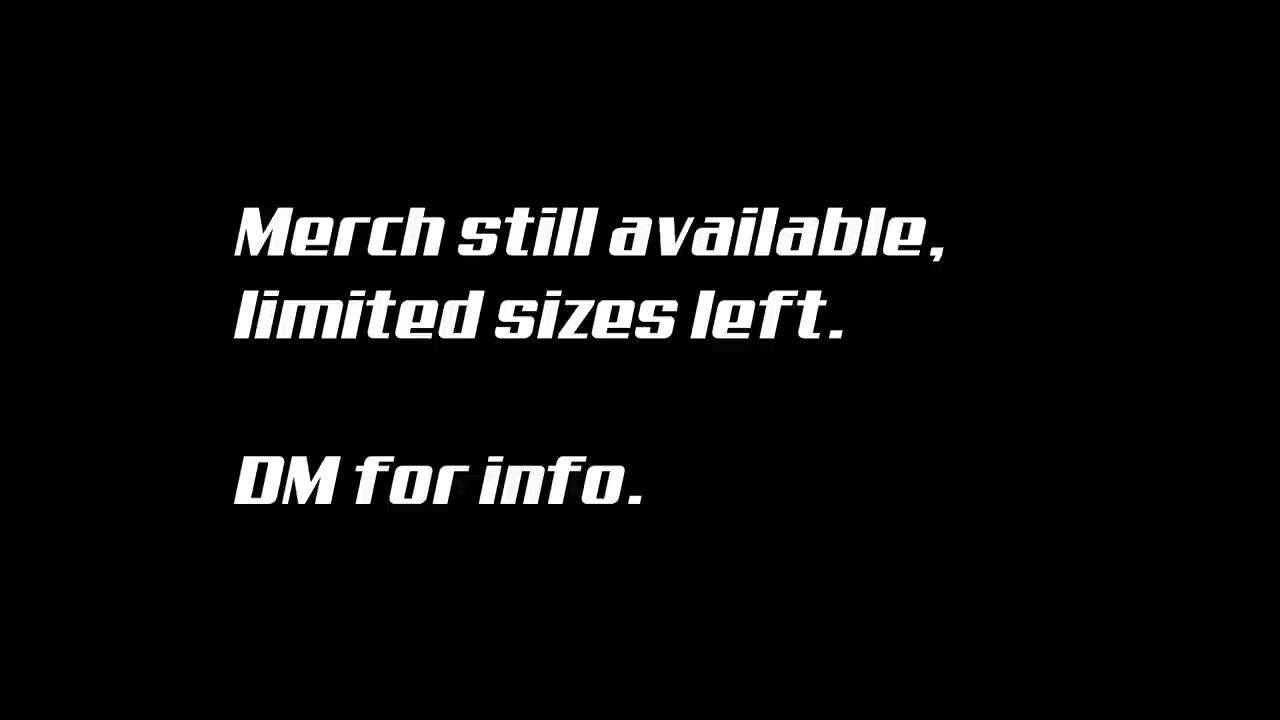 Merch still available,
limited sizes left.
DM for info.